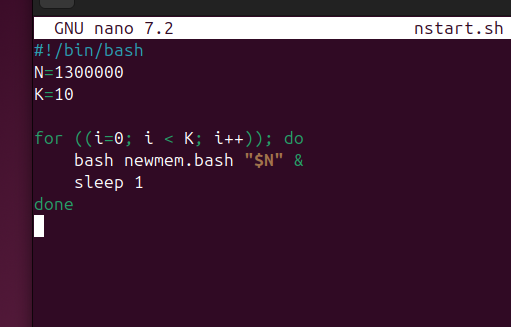 GNU nano 7.2 nstart.sh
#!/bin/bash
N=1300000
K=10
for ((i=0; i < K; i++)); do
    bash newmem.bash "$N" &
    sleep 1
done